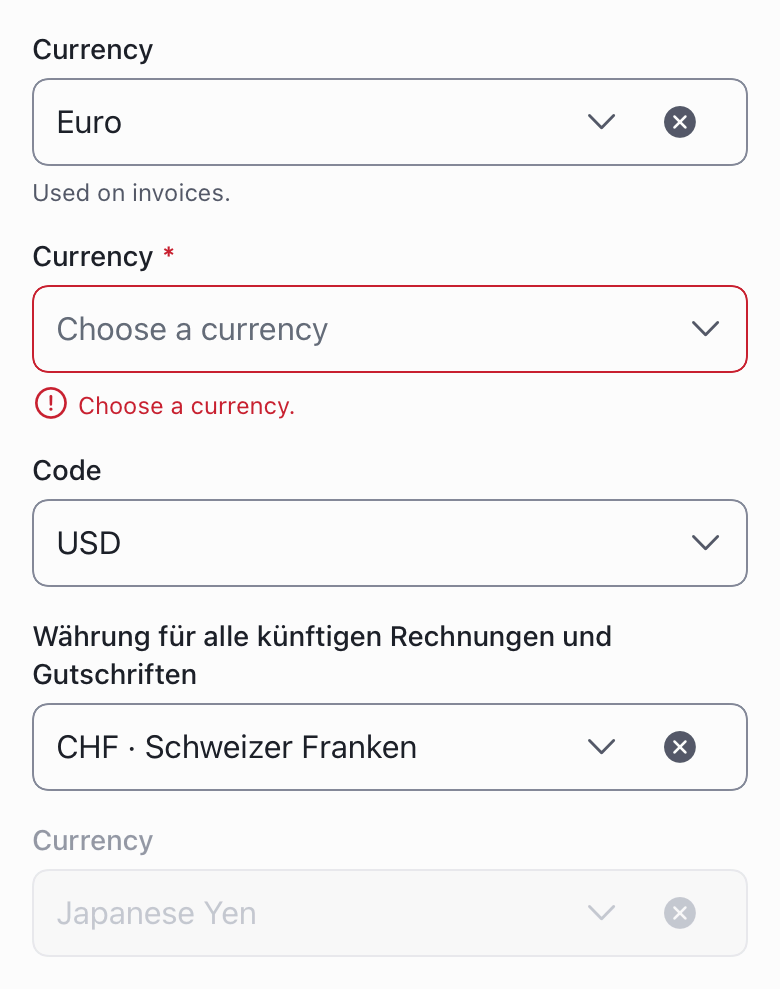 Currency
Euro
Used on invoices.
Currency *
Choose a currency
Choose a currency.
Code
USD
Währung für alle künftigen Rechnungen und
Gutschriften
CHF · Schweizer Franken
Currency
Japanese Yen